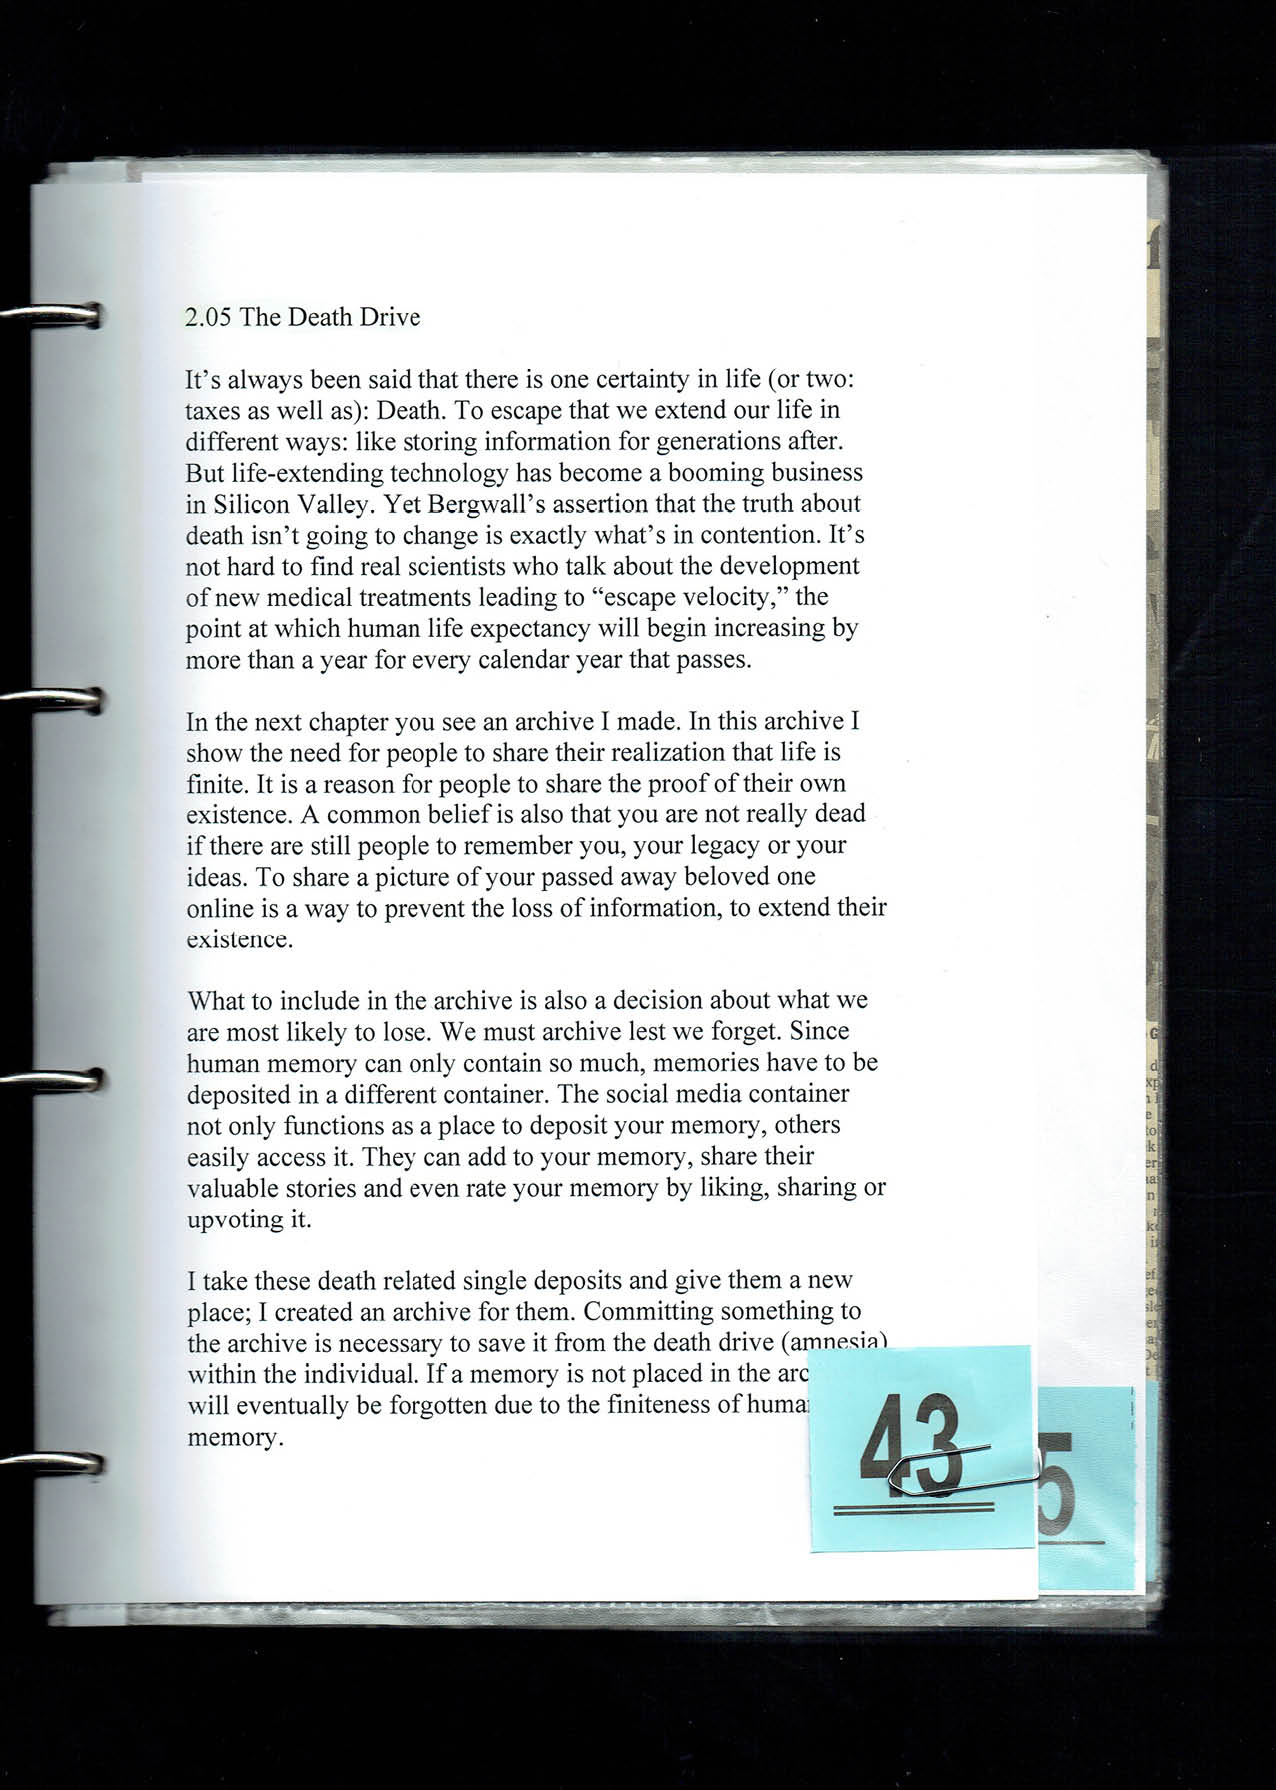 2.05 The Death Drive
It’s always been said that there is one certainty in life (or two:
taxes as well as): Death. To escape that we extend our life in
different ways: like storing information for generations after.
But life-extending technology has become a booming business
in Silicon Valley. Yet Bergwall’s assertion that the truth about
death isn’t going to change is exactly what’s in contention. It’s
not hard to find real scientists who talk about the development
of new medical treatments leading to “escape velocity,” the
point at which human life expectancy will begin increasing by
more than a year for every calendar year that passes.
In the next chapter you see an archive I made. In this archive I
show the need for people to share their realization that life is
finite. It is a reason for people to share the proof of their own
existence. A common belief is also that you are not really dead
if there are still people to remember you, your legacy or your
ideas. To share a picture of your passed away beloved one
online is a way to prevent the loss of information, to extend their
existence.
What to include in the archive is also a decision about what we
are most likely to lose. We must archive lest we forget. Since
human memory can only contain so much, memories have to be
deposited in a different container. The social media container
not only functions as a place to deposit your memory, others
easily access it. They can add to your memory, share their
valuable stories and even rate your memory by liking, sharing or
upvoting it.
I take these death related single deposits and give them a new
place; I created an archive for them. Committing something to
the archive is necessary to save it from the death drive (amnesia)
within the individual. If a memory is not placed in the arc
will eventually be forgotten due to the finiteness of huma
memory.
43
5